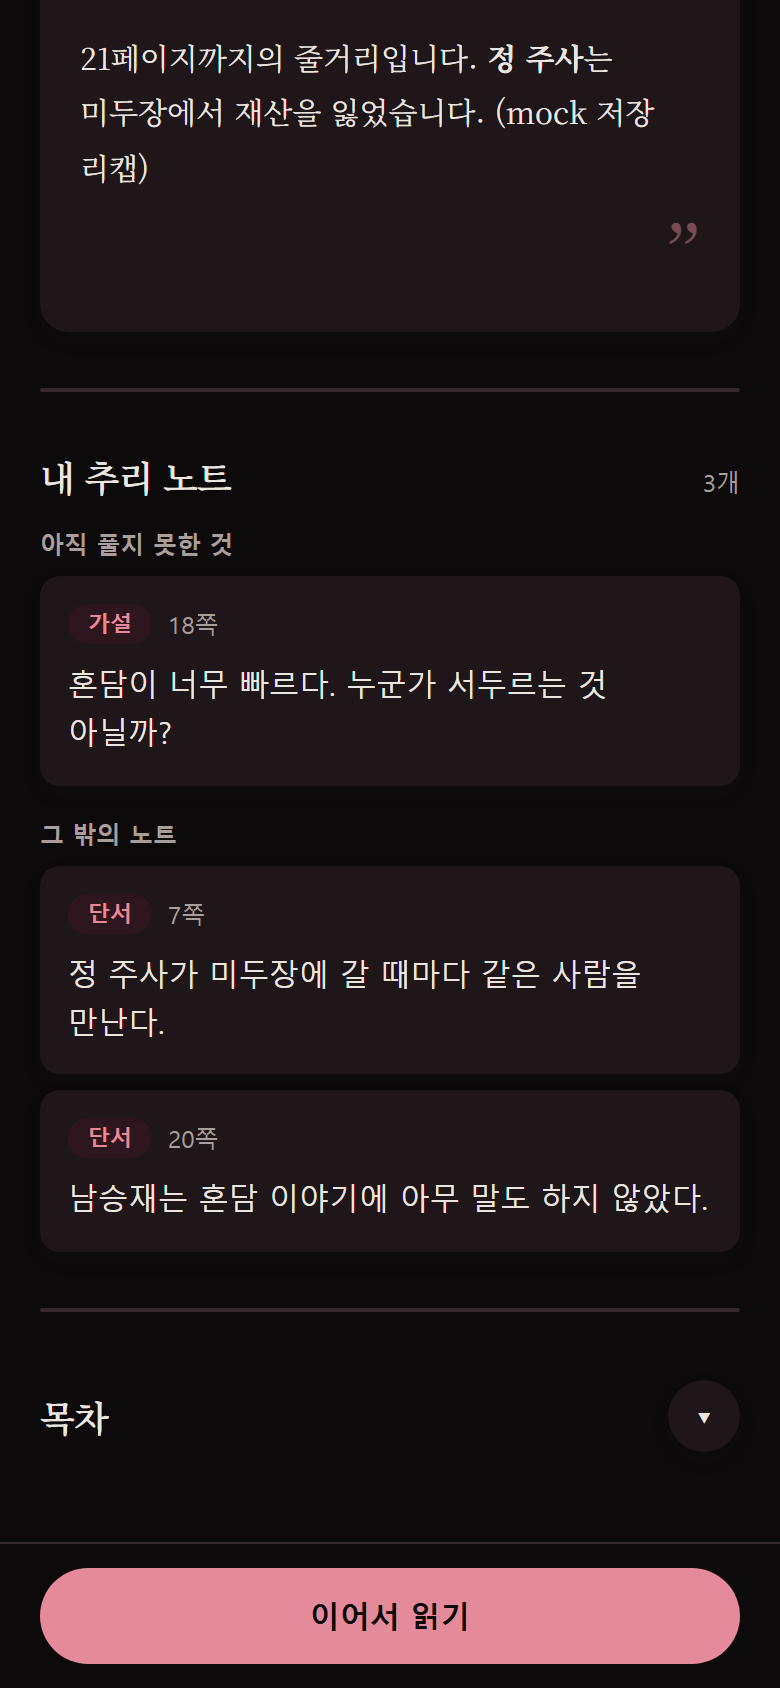 21페이지까지의 줄거리입니다. 정 주사는
미두장에서 재산을 잃었습니다. (mock 저장
리캡)
”
내 추리 노트
3개
아직 풀지 못한 것
가설 18쪽
혼담이 너무 빠르다. 누군가 서두르는 것
아닐까?
그 밖의 노트
단서 7쪽
정 주사가 미두장에 갈 때마다 같은 사람을
만난다.
단서 20쪽
남승재는 혼담 이야기에 아무 말도 하지 않았다.
목차
▼
이어서 읽기